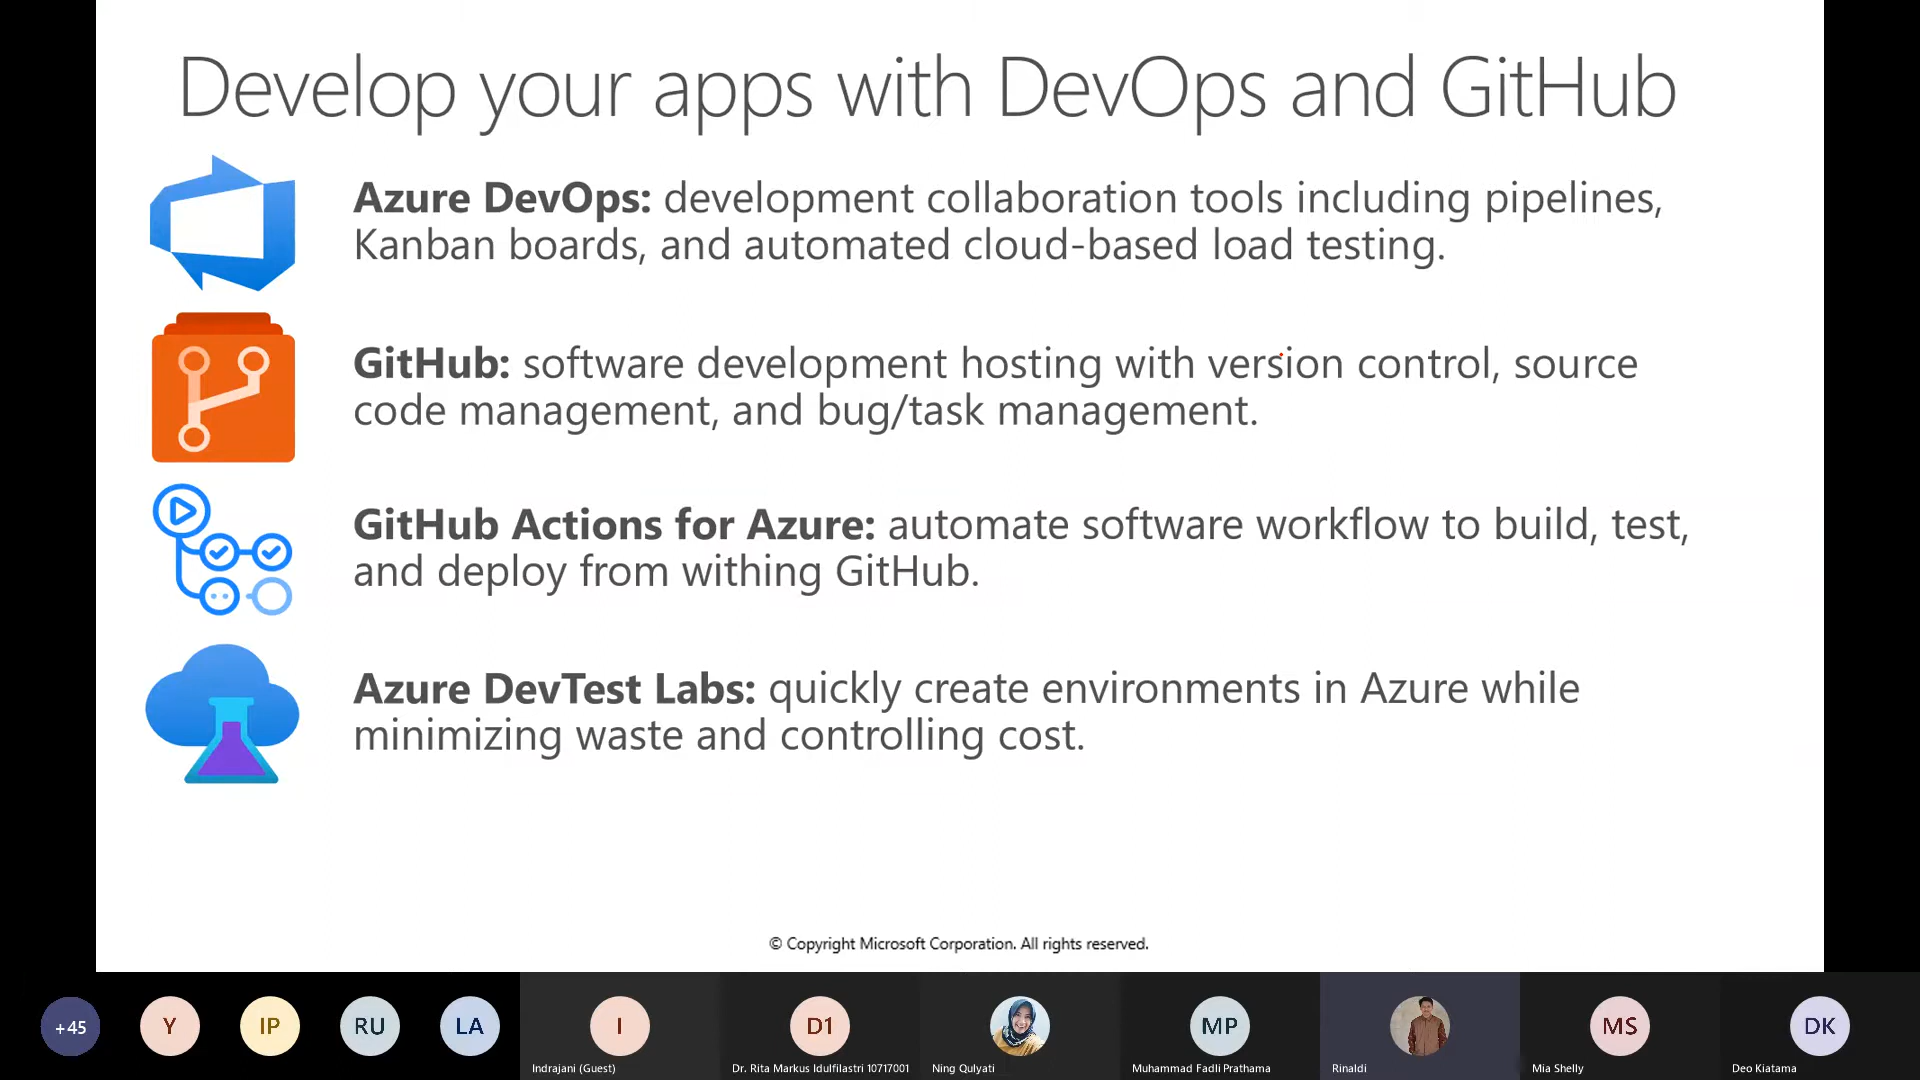 Develop your apps with DevOps and GitHub
Azure DevOps: development collaboration tools including pipelines,
Kanban boards, and automated cloud-based load testing.
GitHub: software development hosting with version control, source
code management, and bug/task management.
GitHub Actions for Azure: automate software workflow to build, test,
and deploy from withing GitHub.
Azure DevTest Labs: quickly create environments in Azure while
minimizing waste and controlling cost.
© Copyright Microsoft Corporation. All rights reserved.
+45
Y
IP
RU
LA
I
D1
MP
MS
DK
Indrajani (Guest)
Dr. Rita Markus Idulfilastri 10717001
Ning Qulyati
Muhammad Fadli Prathama
Rinaldi
Mia Shelly
Deo Kiatama